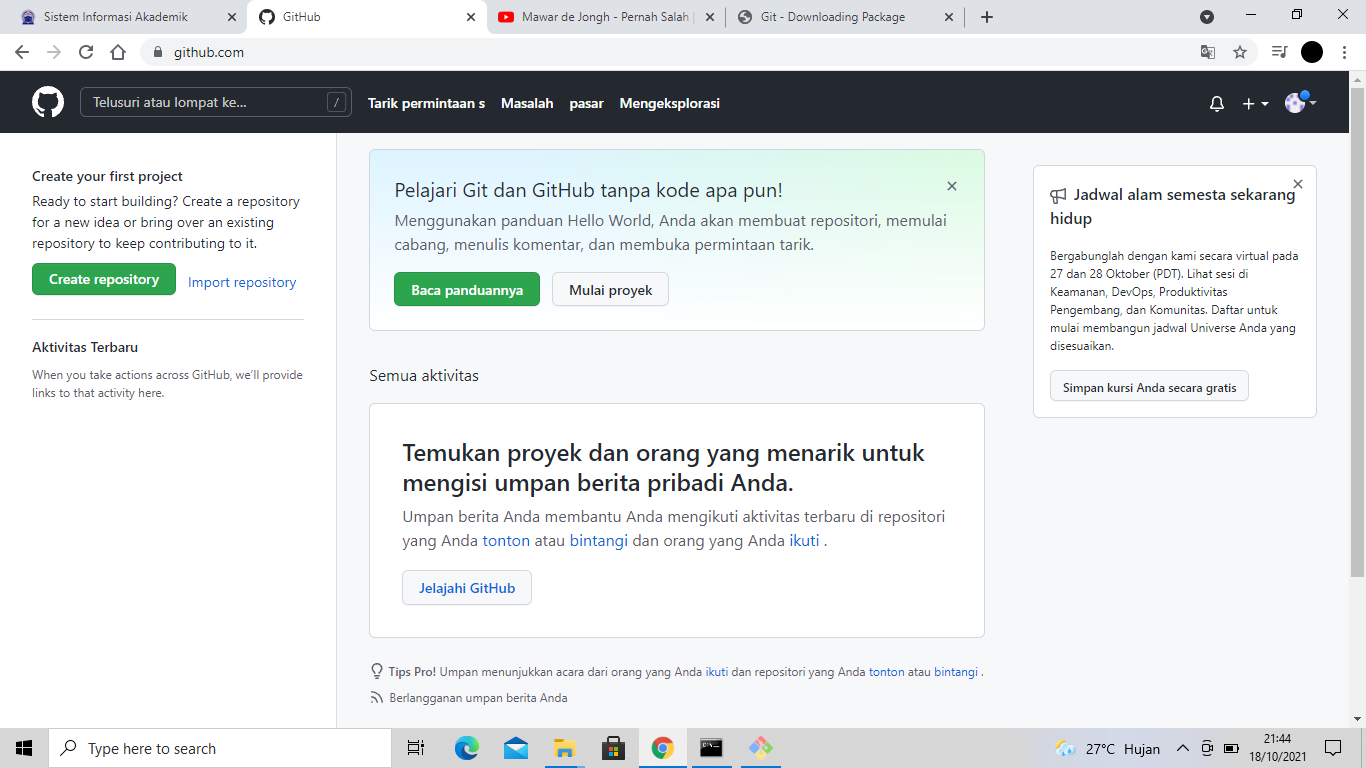 Sistem Informasi Akademik
GitHub
Mawar de Jongh - Pernah Salah |
Git - Downloading Package
github.com
Telusuri atau lompat ke...
/
Tarik permintaan s
Masalah
pasar
Mengeksplorasi
Create your first project
Ready to start building? Create a repository
for a new idea or bring over an existing
repository to keep contributing to it.
Create repository
Import repository
Aktivitas Terbaru
When you take actions across GitHub, we'll provide
links to that activity here.
Pelajari Git dan GitHub tanpa kode apa pun!
Menggunakan panduan Hello World, Anda akan membuat repositori, memulai
cabang, menulis komentar, dan membuka permintaan tarik.
Baca panduannya
Mulai proyek
Semua aktivitas
Temukan proyek dan orang yang menarik untuk
mengisi umpan berita pribadi Anda.
Umpan berita Anda membantu Anda mengikuti aktivitas terbaru di repositori
yang Anda tonton atau bintangi dan orang yang Anda ikuti .
Jelajahi GitHub
Tips Pro! Umpan menunjukkan acara dari orang yang Anda ikuti dan repositori yang Anda tonton atau bintangi .
Berlangganan umpan berita Anda
Jadwal alam semesta sekarang
hidup
Bergabunglah dengan kami secara virtual pada
27 dan 28 Oktober (PDT). Lihat sesi di
Keamanan, DevOps, Produktivitas
Pengembang, dan Komunitas. Daftar untuk
mulai membangun jadwal Universe Anda yang
disesuaikan.
Simpan kursi Anda secara gratis
Type here to search
27°C Hujan
21:44
18/10/2021